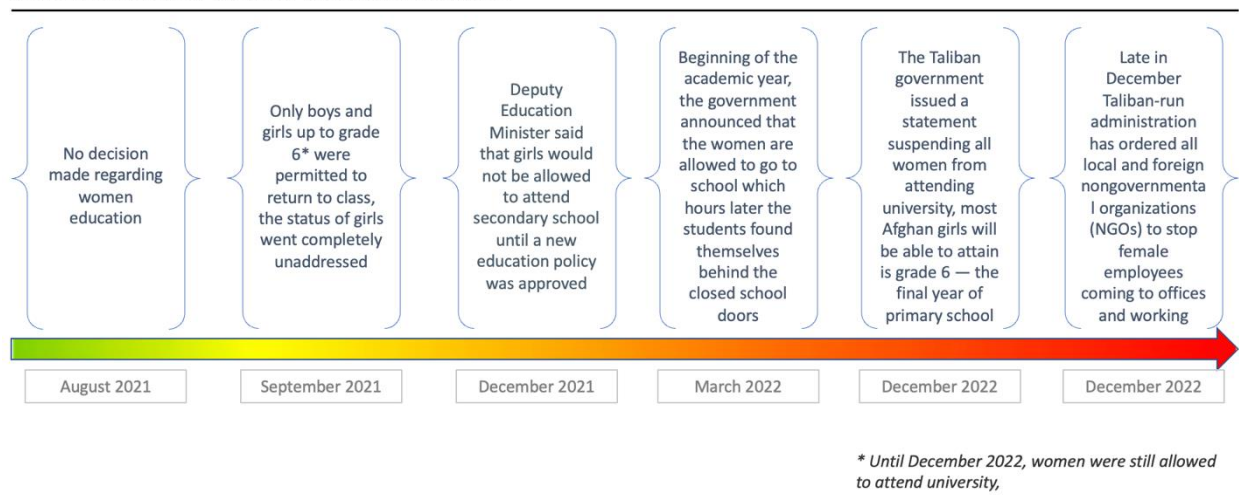 No decision
made regarding
women
education
Only boys and
girls up to grade
6* were
permitted to
return to class,
the status of girls
went completely
unaddressed
Deputy
Education
Minister said
that girls would
not be allowed
to attend
secondary school
until a new
education policy
was approved
Beginning of the
academic year,
the government
announced that
the women are
allowed to go to
school which
hours later the
students found
themselves
behind the
closed school
doors
The Taliban
government
issued a
statement
suspending all
women from
attending
university, most
Afghan girls will
be able to attain
is grade 6 — the
final year of
primary school
Late in
December
Taliban-run
administration
has ordered all
local and foreign
nongovernmenta
l organizations
(NGOs) to stop
female
employees
coming to offices
and working
August 2021
September 2021
December 2021
March 2022
December 2022
December 2022
* Until December 2022, women were still allowed
to attend university,